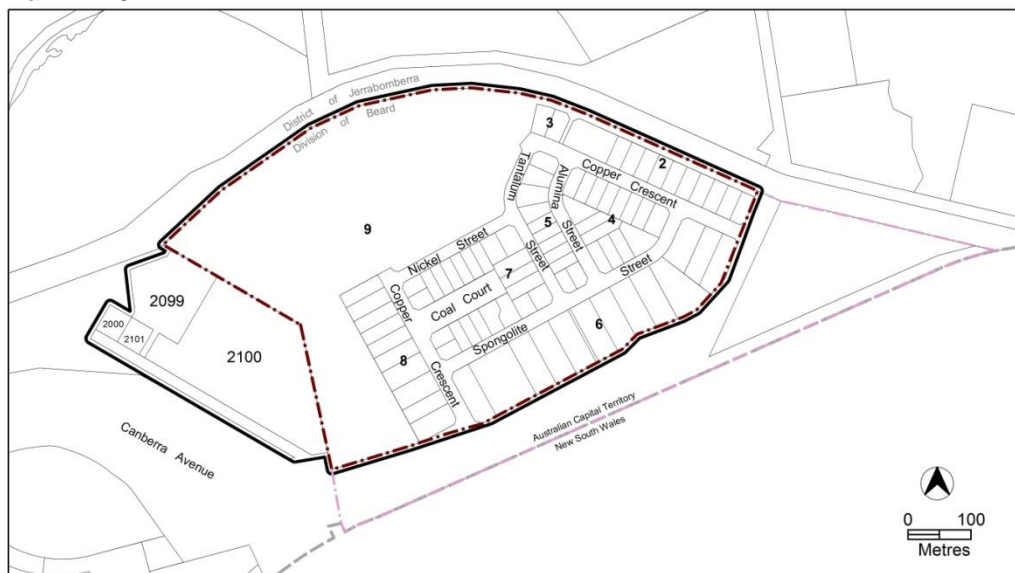 District of Jerrabomberra
Division of Beard
3
2
Copper Crescent
Tantalum Street
Alumina Street
4
5
9
Nickel Street
7
Coal Court
Copper Crescent
Spongolite Street
6
8
2099
2000
2101
2100
Canberra Avenue
Australian Capital Territory
New South Wales
0 100
Metres